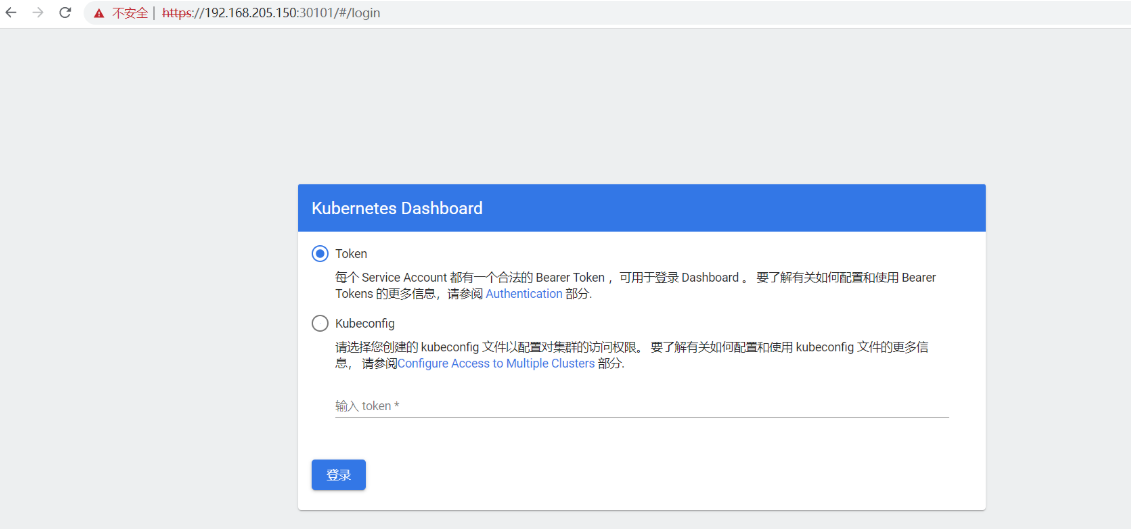 不安全 | https://192.168.205.150:30101/#/login
Kubernetes Dashboard
Token
每个 Service Account 都有一个合法的 Bearer Token ，可用于登录 Dashboard 。 要了解有关如何配置和使用 Bearer
Tokens 的更多信息，请参阅 Authentication 部分.
Kubeconfig
请选择您创建的 kubeconfig 文件以配置对集群的访问权限。 要了解有关如何配置和使用 kubeconfig 文件的更多信
息， 请参阅Configure Access to Multiple Clusters 部分.
输入 token *
登录